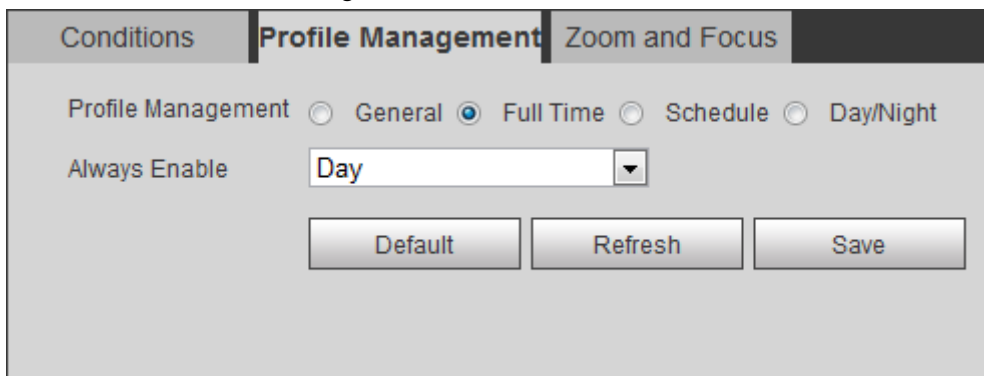 Conditions Profile Management Zoom and Focus
Profile Management General Full Time Schedule Day/Night
Always Enable Day
Default Refresh Save